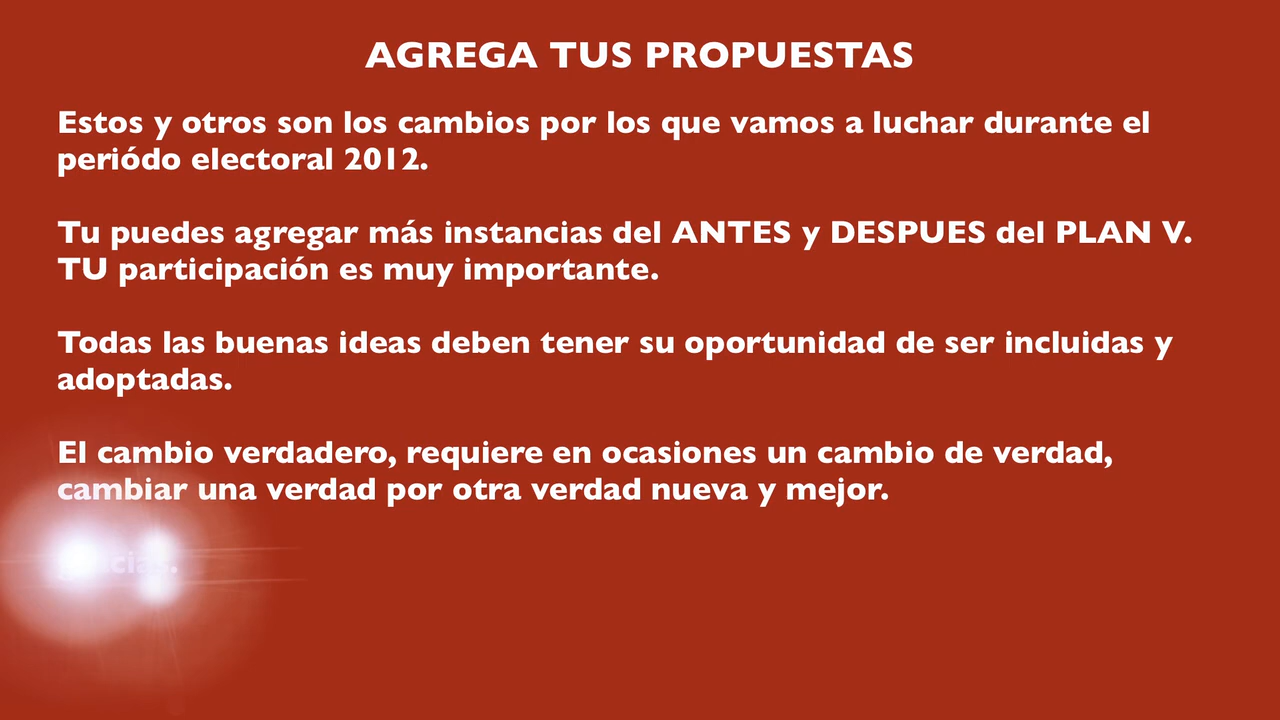 AGREGA TUS PROPUESTAS
Estos y otros son los cambios por los que vamos a luchar durante el
periódo electoral 2012.
Tu puedes agregar más instancias del ANTES y DESPUES del PLAN V.
TU participación es muy importante.
Todas las buenas ideas deben tener su oportunidad de ser incluidas y
adoptadas.
El cambio verdadero, requiere en ocasiones un cambio de verdad,
cambiar una verdad por otra verdad nueva y mejor.
gracias.